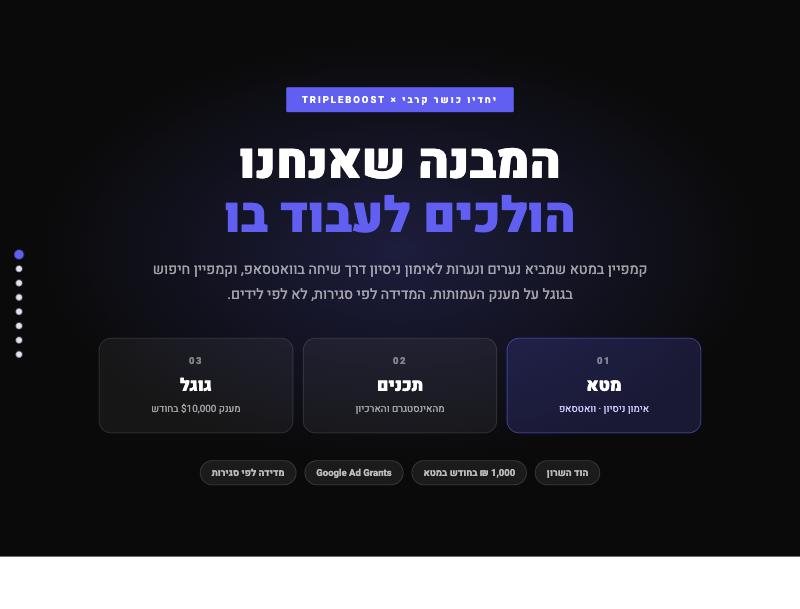 יחדיו כושר קרבי × TRIPLEBOOST
המבנה שאנחנו
הולכים לעבוד בו
קמפיין במטא שמביא נערים ונערות לאימון ניסיון דרך שיחה בוואטסאפ, וקמפיין חיפוש
בגוגל על מענק העמותות. המדידה לפי סגירות, לא לפי לידים.
01
מטא
אימון ניסיון · וואטסאפ
02
תכנים
מהאינסטגרם והארכיון
03
גוגל
מענק $10,000 בחודש
הוד השרון
1,000 ₪ בחודש במטא
Google Ad Grants
מדידה לפי סגירות